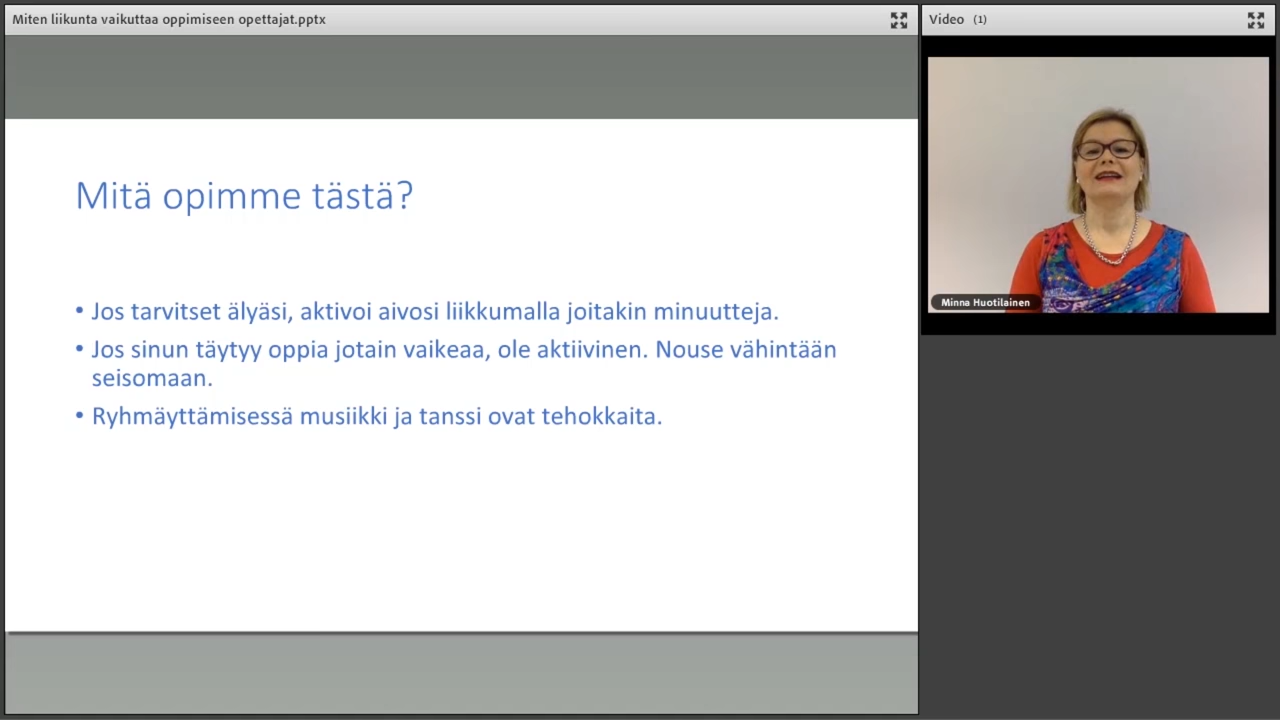 Miten liikunta vaikuttaa oppimiseen opettajat.pptx
Video (1)
Mitä opimme tästä?
• Jos tarvitset älyäsi, aktivoi aivosi liikkumalla joitakin minuutteja.
• Jos sinun täytyy oppia jotain vaikeaa, ole aktiivinen. Nouse vähintään
seisomaan.
• Ryhmäyttämisessä musiikki ja tanssi ovat tehokkaita.
Minna Huotilainen